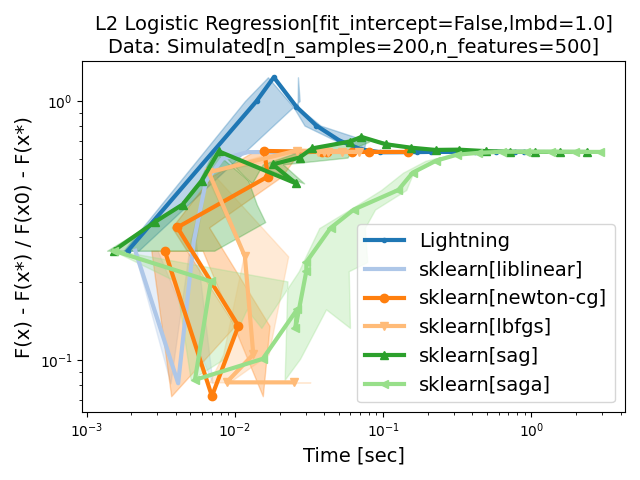 L2 Logistic Regression[fit_intercept=False,lmbd=1.0]
Data: Simulated[n_samples=200,n_features=500]
F(x) - F(x*) / F(x0) - F(x*)
10⁰
10⁻¹
Lightning
sklearn[liblinear]
sklearn[newton-cg]
sklearn[lbfgs]
sklearn[sag]
sklearn[saga]
10⁻³ 10⁻² 10⁻¹ 10⁰
Time [sec]